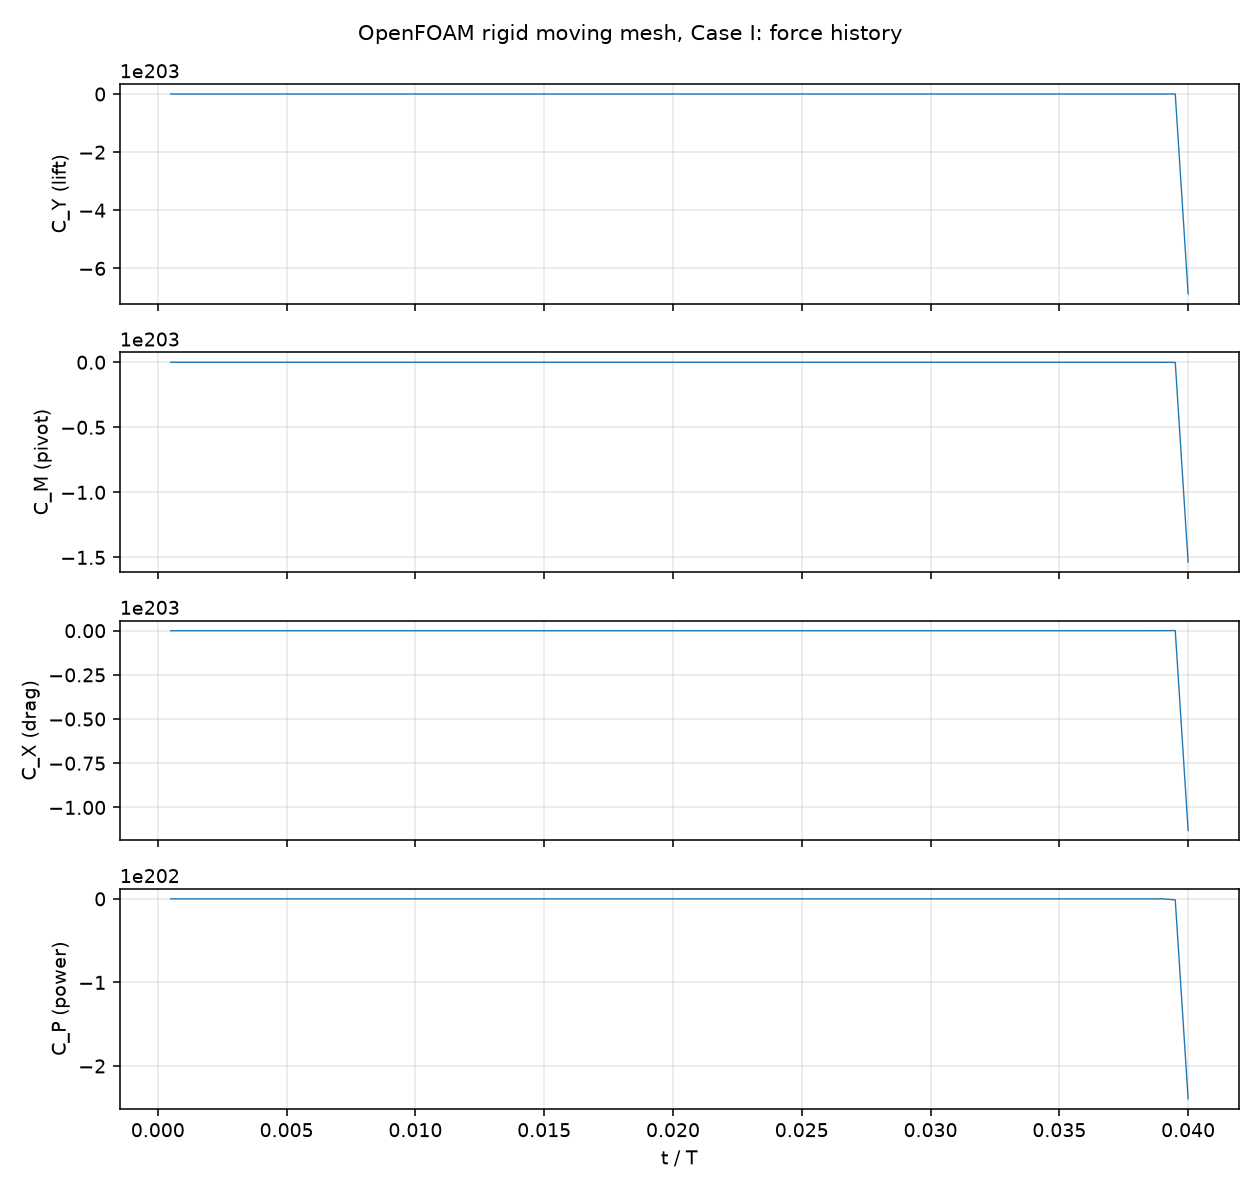 OpenFOAM rigid moving mesh, Case I: force history
1e203
0
−2
−4
−6
C_Y (lift)
1e203
0.0
−0.5
−1.0
−1.5
C_M (pivot)
1e203
0.00
−0.25
−0.50
−0.75
−1.00
C_X (drag)
1e202
0
−1
−2
C_P (power)
0.000 0.005 0.010 0.015 0.020 0.025 0.030 0.035 0.040
t / T